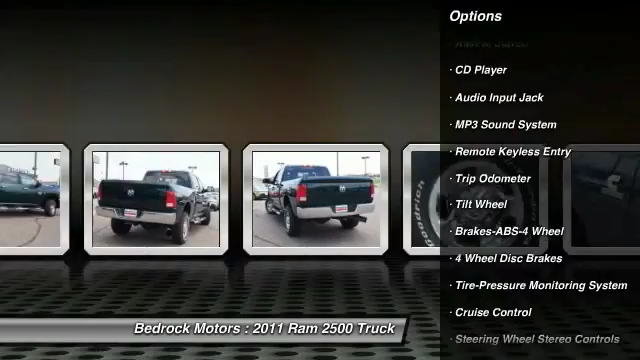 Options
· CD Player
· Audio Input Jack
· MP3 Sound System
· Remote Keyless Entry
· Trip Odometer
· Tilt Wheel
· Brakes-ABS-4 Wheel
· 4 Wheel Disc Brakes
· Tire-Pressure Monitoring System
· Cruise Control
· Steering Wheel Stereo Controls
Goodrich
Bedrock Motors : 2011 Ram 2500 Truck